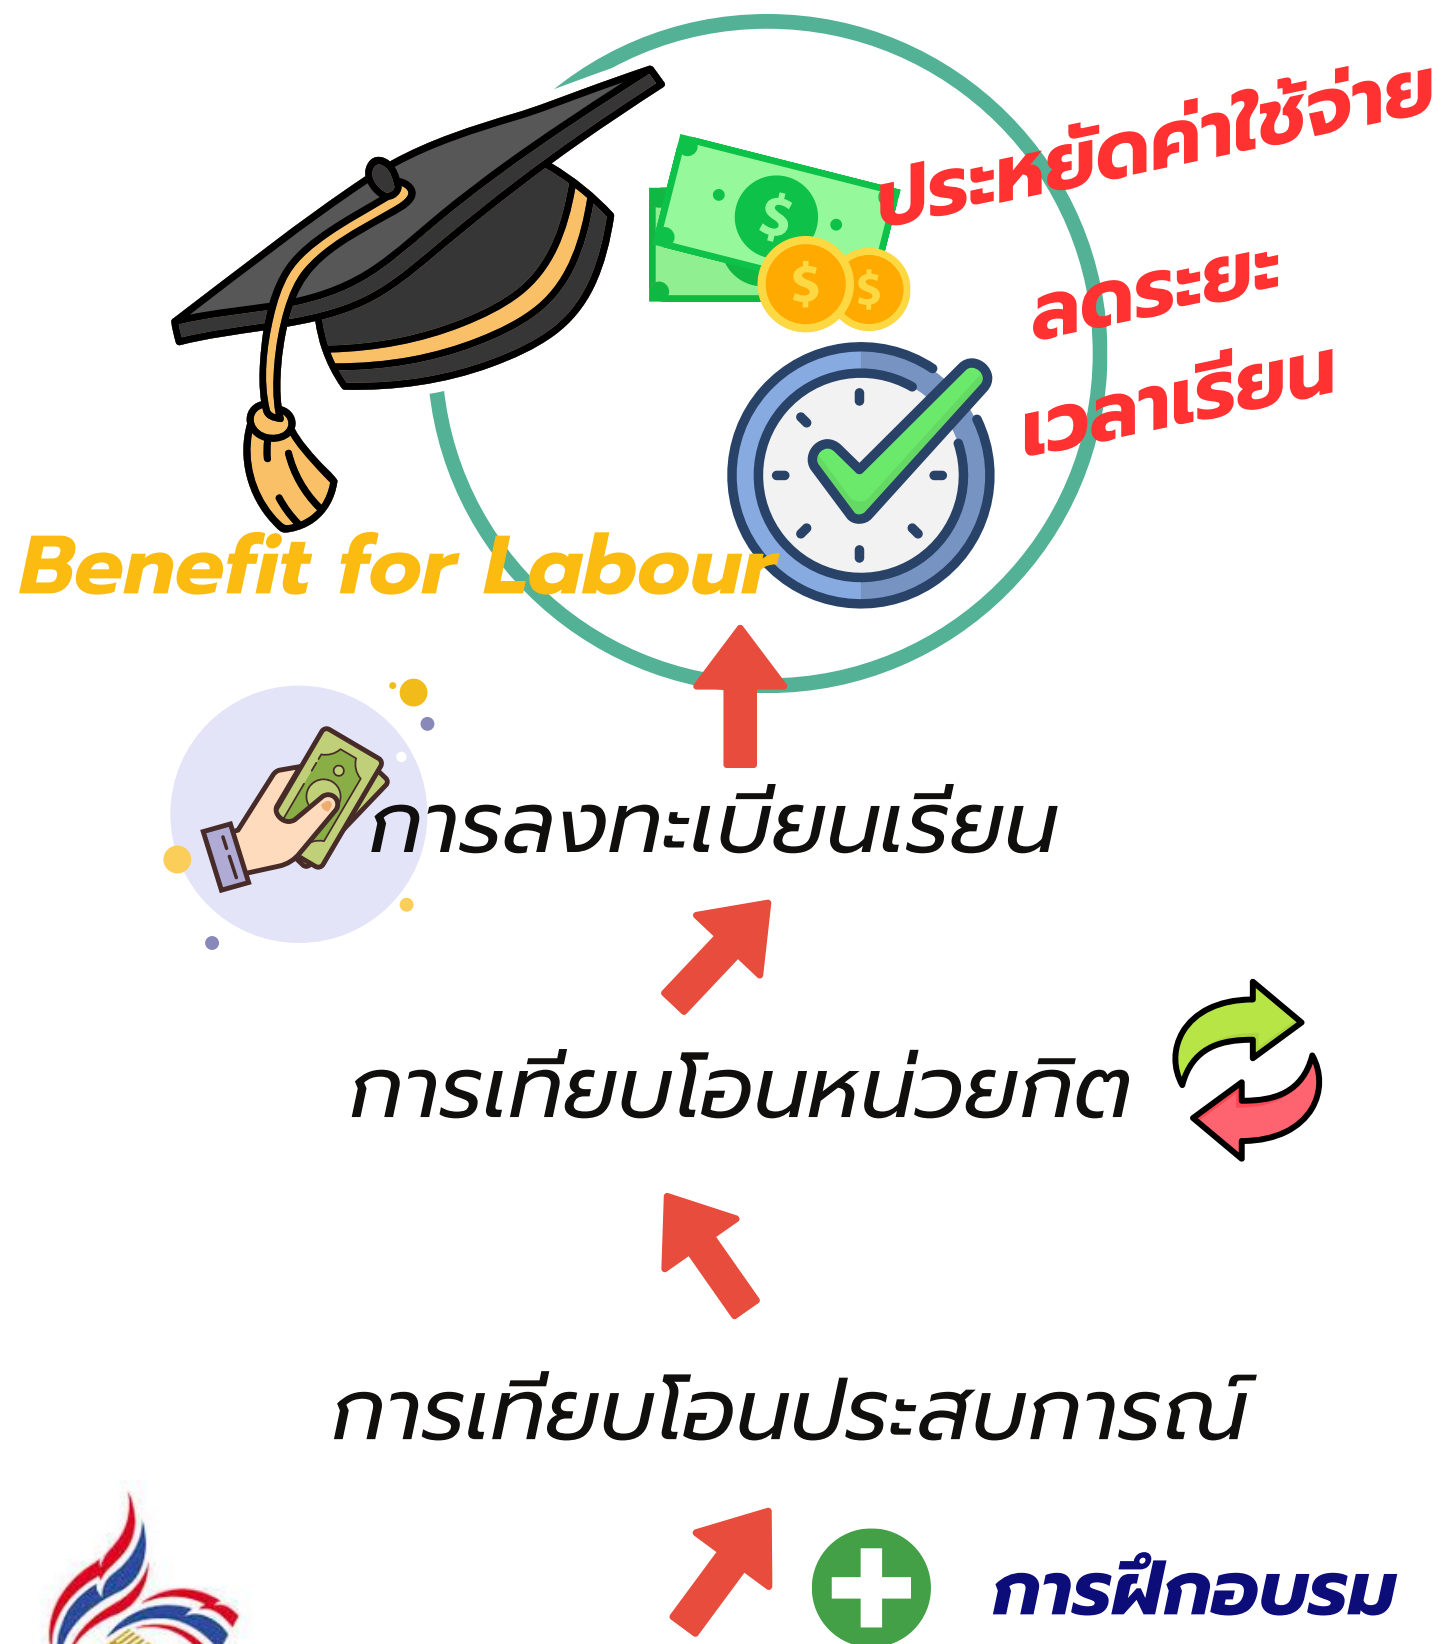 ประหยัดค่าใช้จ่าย
ลดระยะ
เวลาเรียน
Benefit for Labour
การลงทะเบียนเรียน
การเทียบโอนหน่วยกิต
การเทียบโอนประสบการณ์
การฝึกอบรม